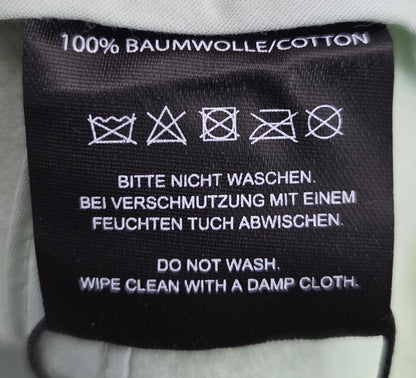 100% BAUMWOLLE/COTTON
BITTE NICHT WASCHEN.
BEI VERSCHMUTZUNG MIT EINEM
FEUCHTEN TUCH ABWISCHEN.
DO NOT WASH.
WIPE CLEAN WITH A DAMP CLOTH.